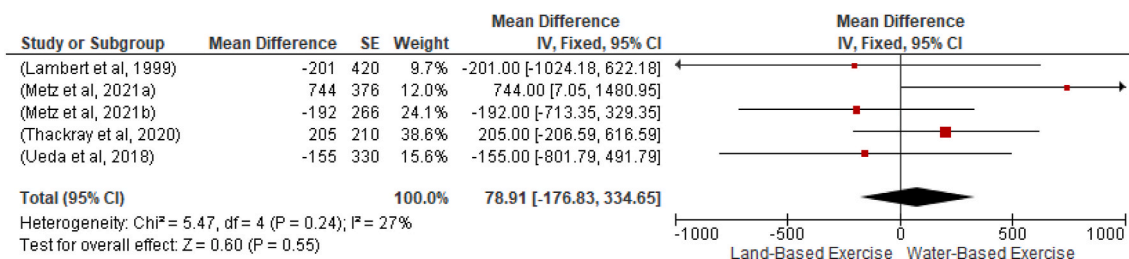 Mean Difference Mean Difference
Study or Subgroup Mean Difference SE Weight IV, Fixed, 95% CI IV, Fixed, 95% CI
(Lambert et al, 1999) -201 420 9.7% -201.00 [-1024.18, 622.18]
(Metz et al, 2021a) 744 376 12.0% 744.00 [7.05, 1480.95]
(Metz et al, 2021b) -192 266 24.1% -192.00 [-713.35, 329.35]
(Thackray et al, 2020) 205 210 38.6% 205.00 [-206.59, 616.59]
(Ueda et al, 2018) -155 330 15.6% -155.00 [-801.79, 491.79]
Total (95% CI) 100.0% 78.91 [-176.83, 334.65]
Heterogeneity: Chi² = 5.47, df = 4 (P = 0.24); I² = 27%
Test for overall effect: Z = 0.60 (P = 0.55)
-1000 -500 0 500 1000
Land-Based Exercise Water-Based Exercise